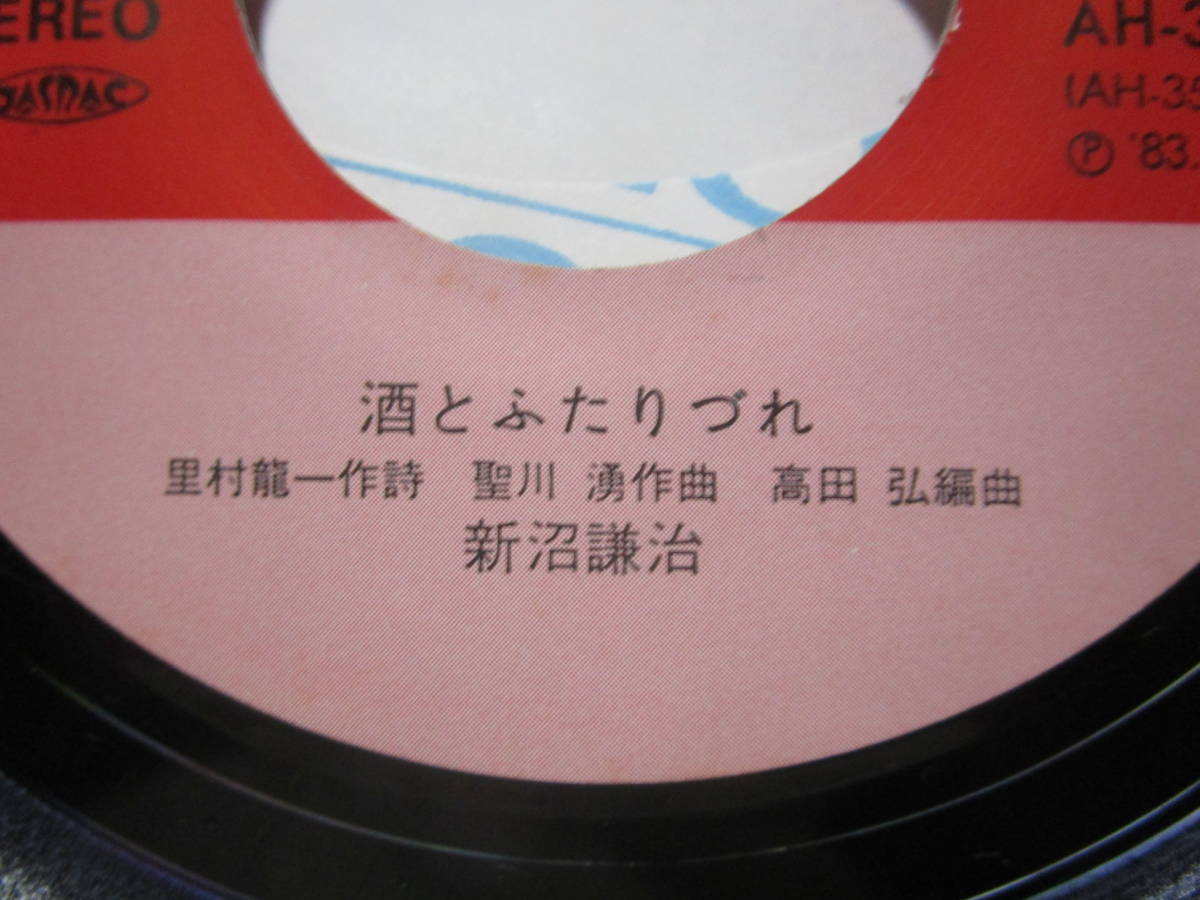 STEREO
JASRAC
AH-3
(AH-35
Ⓟ '83.
酒とふたりづれ
里村龍一作詩 聖川 湧作曲 高田 弘編曲
新沼謙治